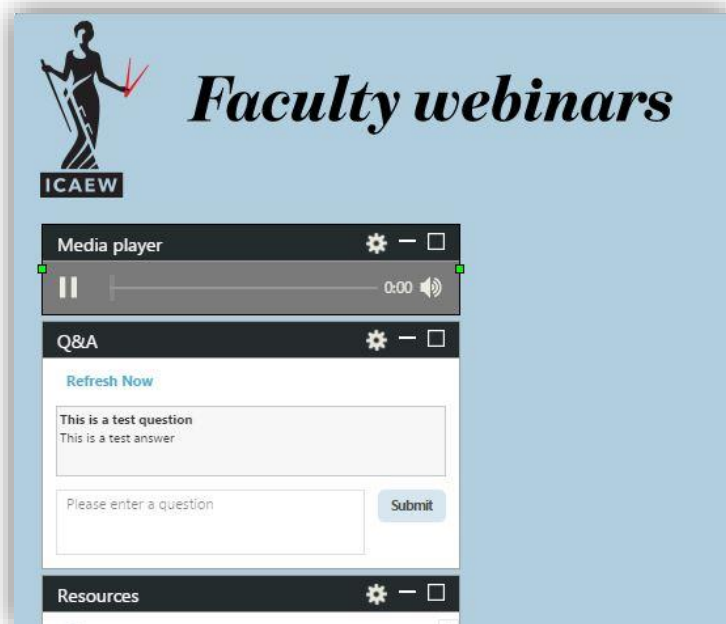 Faculty webinars
ICAEW
Media player
0:00
Q&A
Refresh Now
This is a test question
This is a test answer
Please enter a question
Submit
Resources